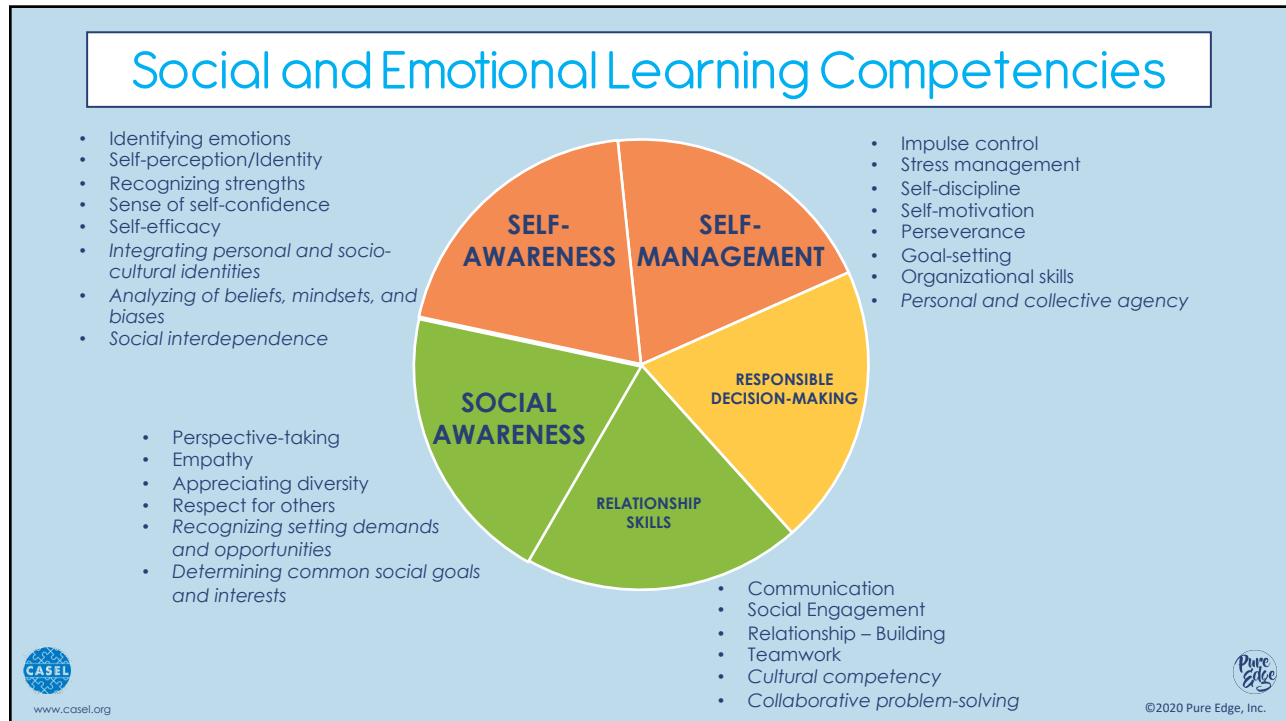 Social and Emotional Learning Competencies
• Identifying emotions
• Self-perception/Identity
• Recognizing strengths
• Sense of self-confidence
• Self-efficacy
• Integrating personal and socio-
cultural identities
• Analyzing of beliefs, mindsets, and
biases
• Social interdependence
SELF-
AWARENESS
SELF-
MANAGEMENT
• Impulse control
• Stress management
• Self-discipline
• Self-motivation
• Perseverance
• Goal-setting
• Organizational skills
• Personal and collective agency
RESPONSIBLE
DECISION-MAKING
SOCIAL
AWARENESS
• Perspective-taking
• Empathy
• Appreciating diversity
• Respect for others
• Recognizing setting demands
and opportunities
• Determining common social goals
and interests
RELATIONSHIP
SKILLS
• Communication
• Social Engagement
• Relationship – Building
• Teamwork
• Cultural competency
• Collaborative problem-solving
CASEL
www.casel.org
Pure
Edge
©2020 Pure Edge, Inc.